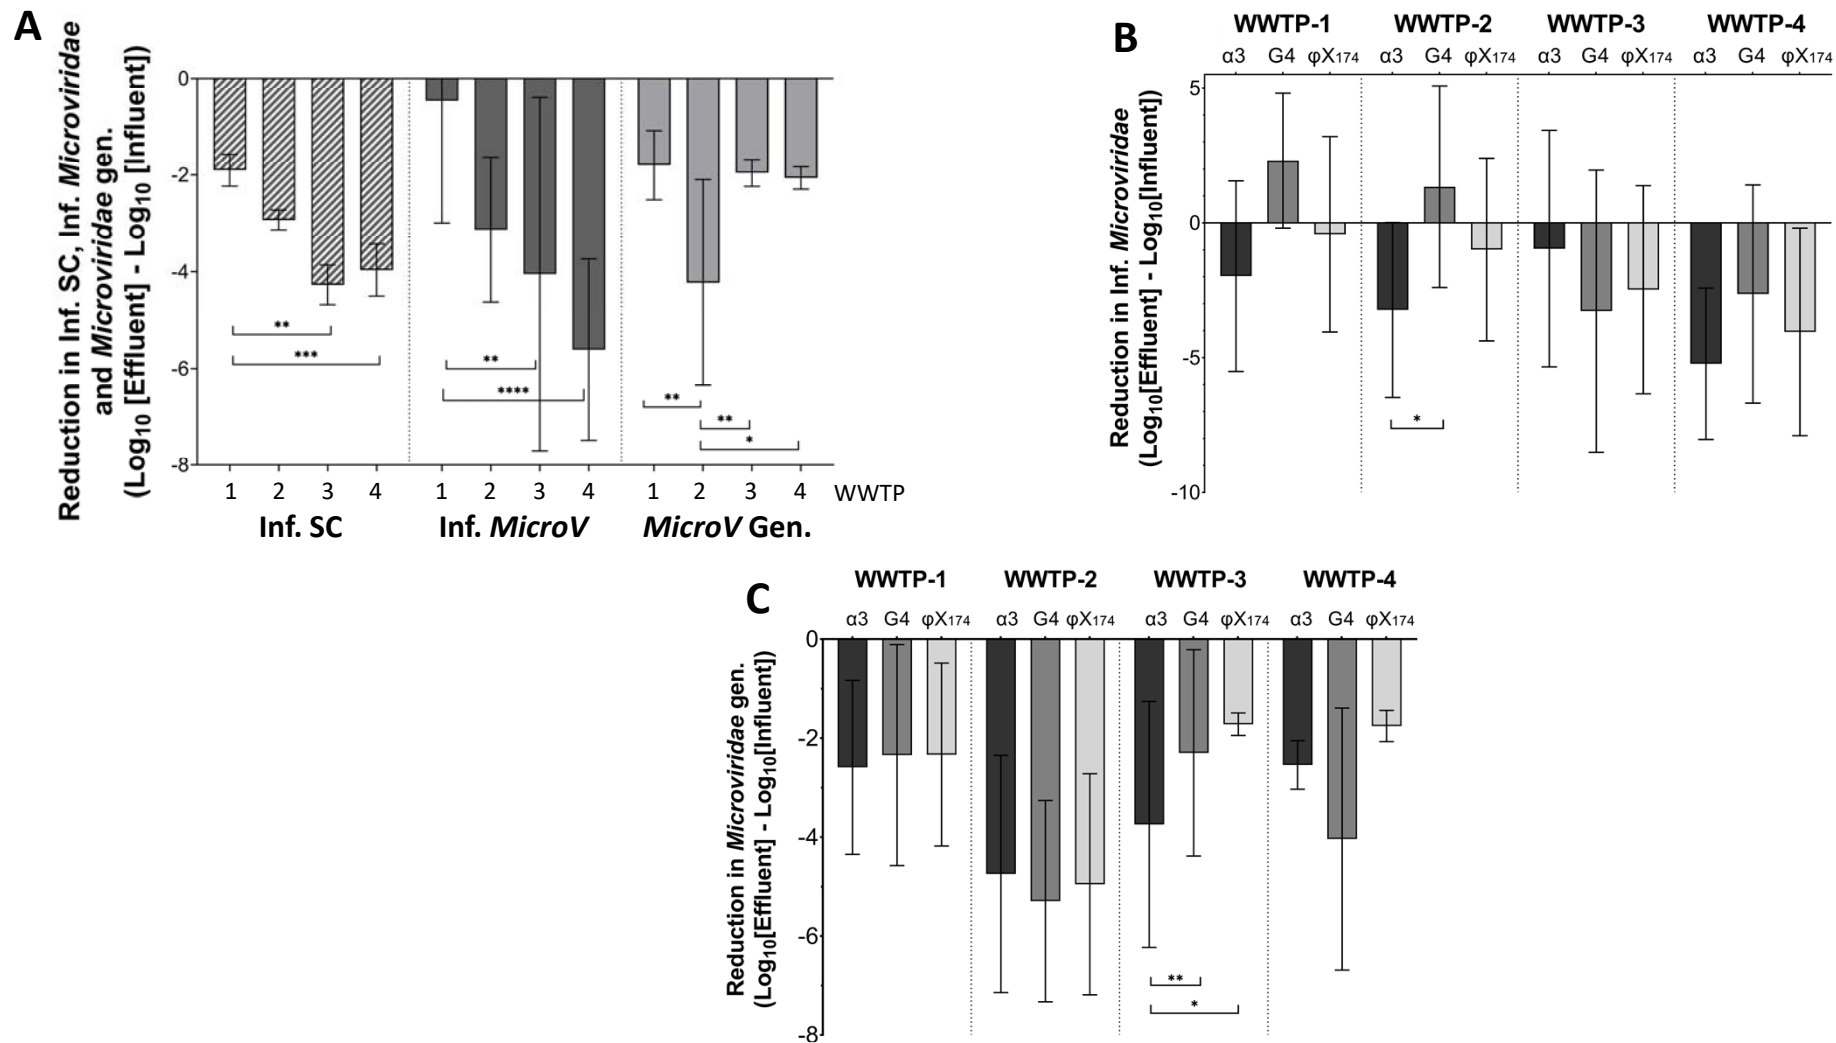 A
Reduction in Inf. SC, Inf. Microviridae
and Microviridae gen.
(Log10 [Effluent] - Log10 [Influent])
0
-2
-4
-6
-8
** *** ** **** ** ** *
1 2 3 4 1 2 3 4 1 2 3 4 WWTP
Inf. SC Inf. MicroV MicroV Gen.
B
WWTP-1 WWTP-2 WWTP-3 WWTP-4
α3 G4 φX174 α3 G4 φX174 α3 G4 φX174 α3 G4 φX174
Reduction in Inf. Microviridae
(Log10[Effluent] - Log10[Influent])
5
0
-5
-10
*
C
WWTP-1 WWTP-2 WWTP-3 WWTP-4
α3 G4 φX174 α3 G4 φX174 α3 G4 φX174 α3 G4 φX174
Reduction in Microviridae gen.
(Log10[Effluent] - Log10[Influent])
0
-2
-4
-6
-8
**
*